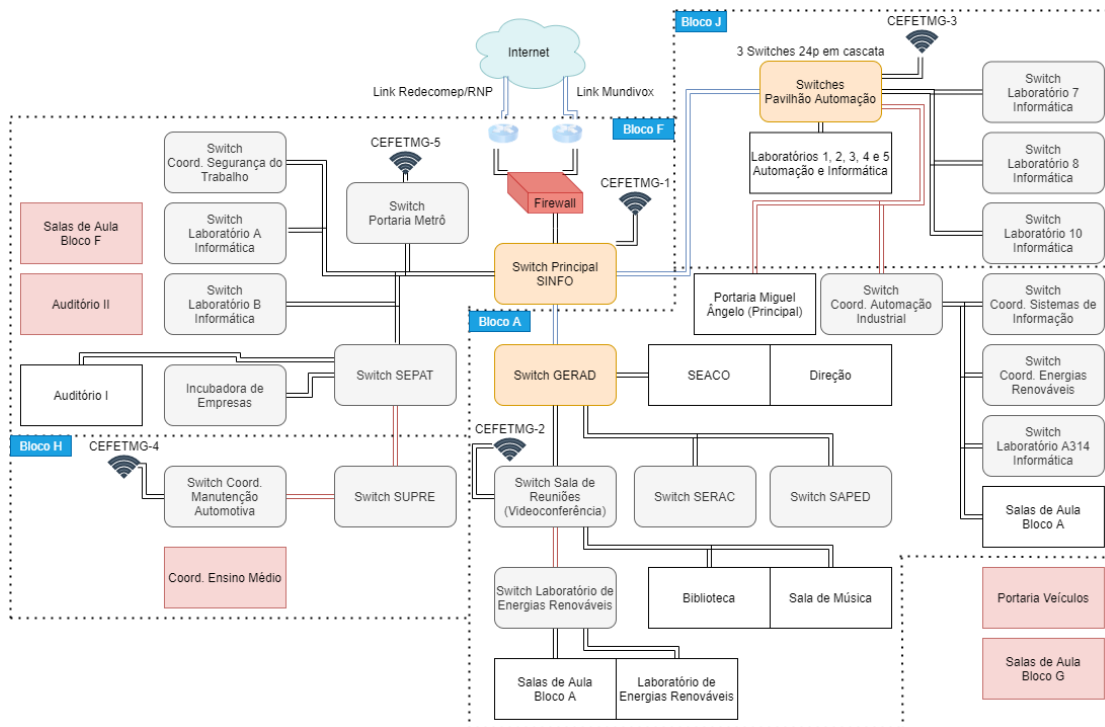 Bloco J
CEFETMG-3
3 Switches 24p em cascata
Internet
Switches
Pavilhão Automação
Switch
Laboratório 7
Informática
Link Redecomep/RNP
Link Mundivox
Bloco F
CEFETMG-5
Switch
Coord. Segurança do
Trabalho
Laboratórios 1, 2, 3, 4 e 5
Automação e Informática
Switch
Laboratório 8
Informática
CEFETMG-1
Firewall
Switch
Portaria Metrô
Salas de Aula
Bloco F
Switch
Laboratório A
Informática
Switch
Laboratório 10
Informática
Switch Principal
SINFO
Auditório II
Switch
Laboratório B
Informática
Portaria Miguel
Ângelo (Principal)
Switch
Coord. Automação
Industrial
Switch
Coord. Sistemas de
Informação
Bloco A
Auditório I
Incubadora de
Empresas
Switch SEPAT
Switch GERAD
SEACO
Direção
Switch
Coord. Energias
Renováveis
Bloco H
CEFETMG-4
CEFETMG-2
Switch
Laboratório A314
Informática
Switch Coord.
Manutenção
Automotiva
Switch SUPRE
Switch Sala de
Reuniões
(Videoconferência)
Switch SERAC
Switch SAPED
Salas de Aula
Bloco A
Coord. Ensino Médio
Switch Laboratório de
Energias Renováveis
Biblioteca
Sala de Música
Portaria Veículos
Salas de Aula
Bloco A
Laboratório de
Energias Renováveis
Salas de Aula
Bloco G